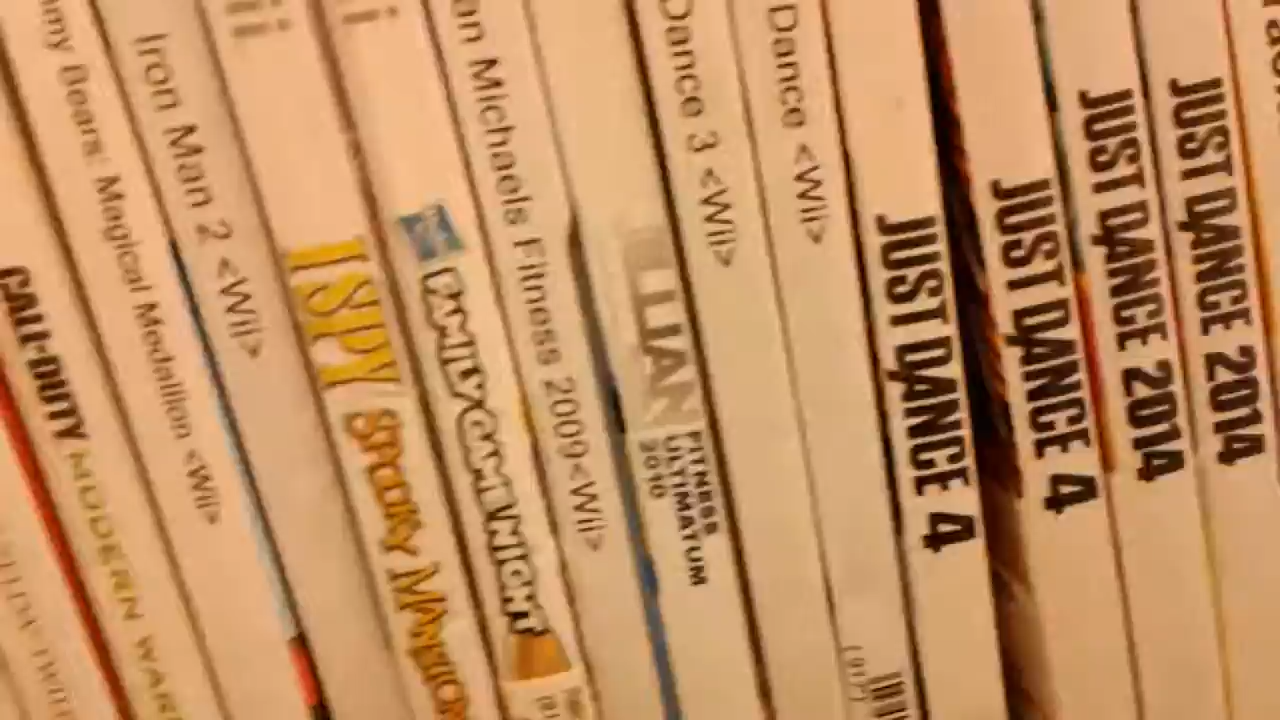 CALL·DUTY MODERN WAR
my Bears: Magical Medallion <Wii>
Iron Man 2 <Wii>
I SPY SPOOKY MANSION
FAMILY GAME NIGHT
an Michaels Fitness 2009<Wii>
LIAN
FITNESS
ULTIMATUM
2010
Dance 3 <Wii>
Dance <Wii>
JUST DANCE 4
JUST DANCE 4
JUST DANCE 2014
JUST DANCE 2014